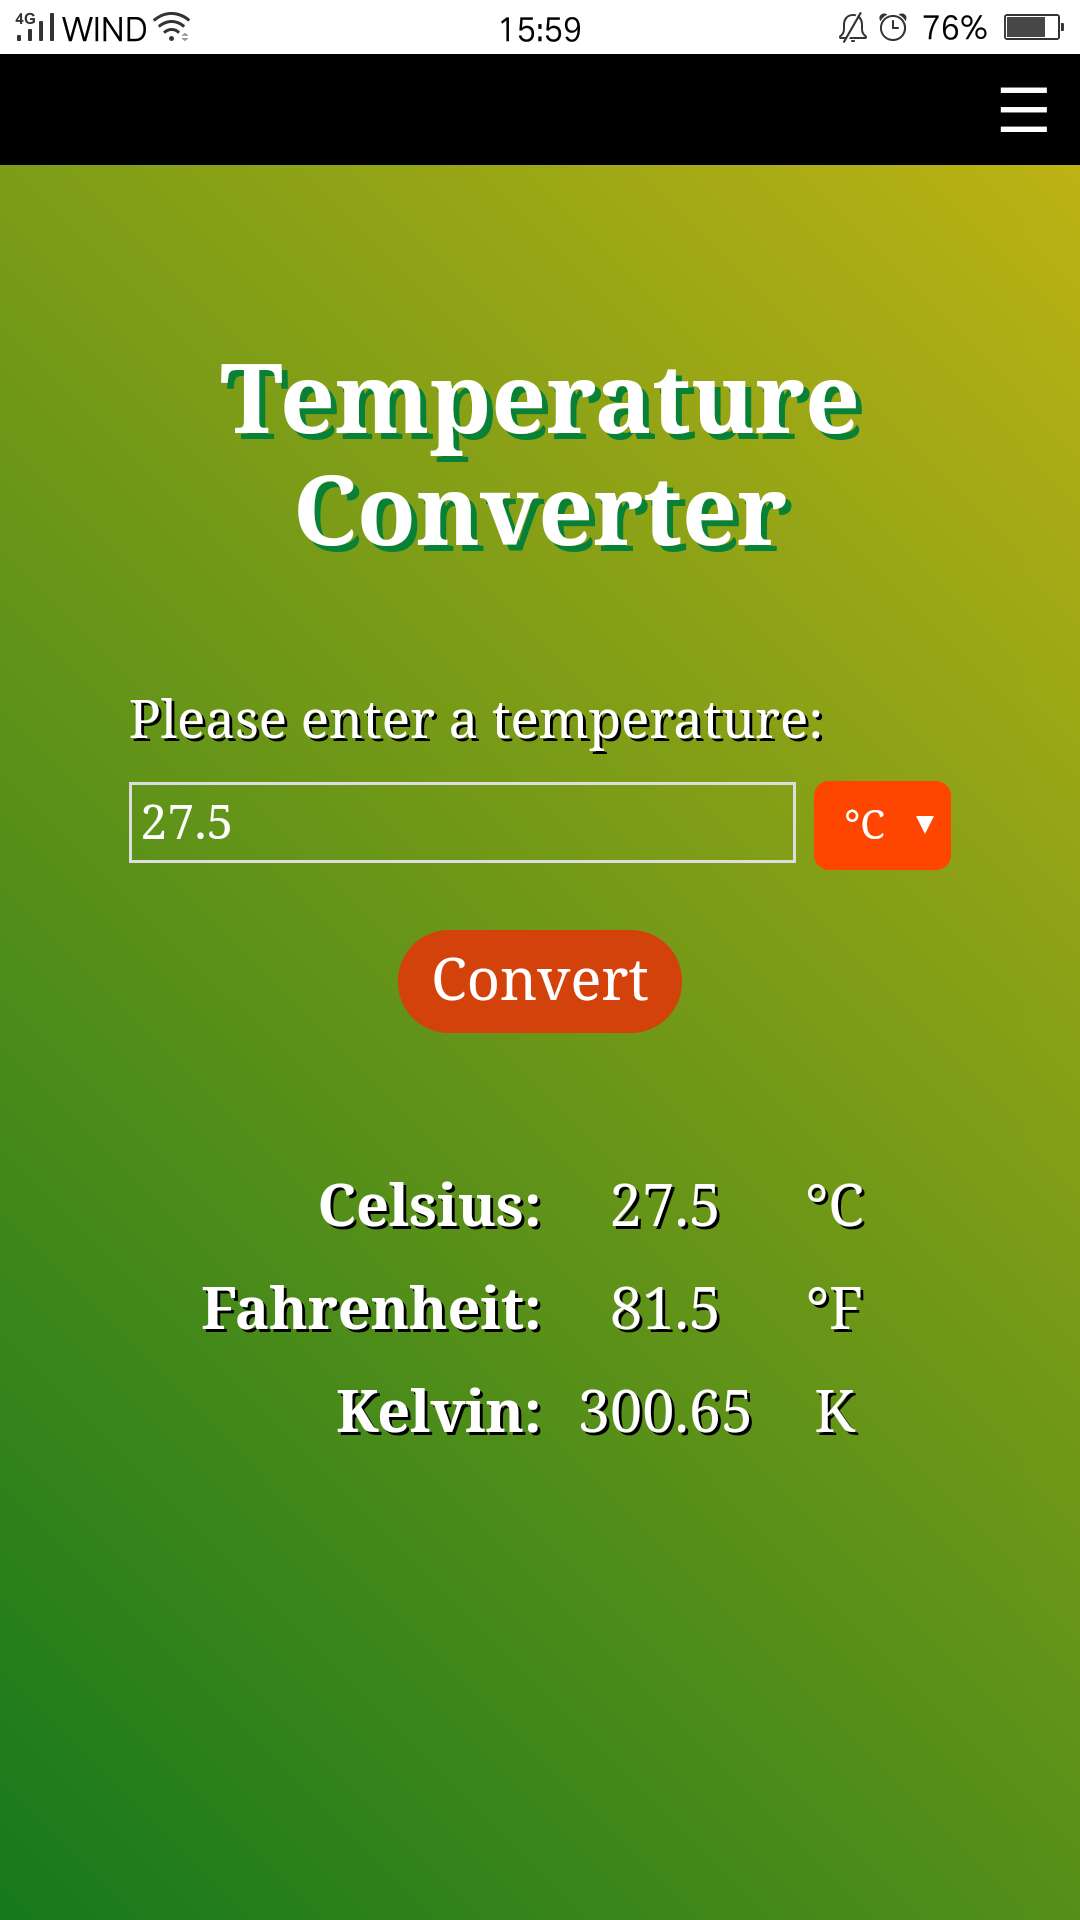 4G WIND 15:59 76%
☰
Temperature
Converter
Please enter a temperature:
27.5 °C ▼
Convert
Celsius: 27.5 °C
Fahrenheit: 81.5 °F
Kelvin: 300.65 K